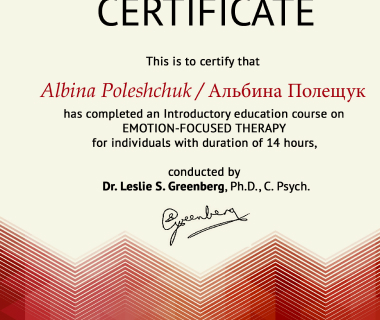 CERTIFICATE
This is to certify that
Albina Poleshchuk / Альбина Полещук
has completed an Introductory education course on
EMOTION-FOCUSED THERAPY
for individuals with duration of 14 hours,
conducted by
Dr. Leslie S. Greenberg, Ph.D., C. Psych.
Greenberg